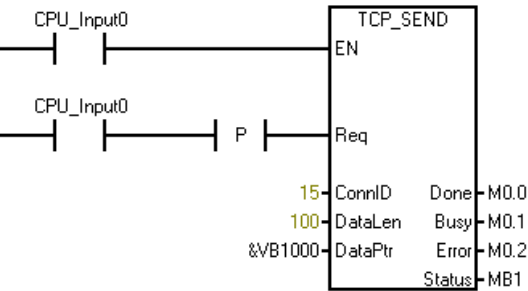 CPU_Input0 TCP_SEND
EN
CPU_Input0
P Req
15 ConnID Done M0.0
100 DataLen Busy M0.1
&VB1000 DataPtr Error M0.2
Status MB1